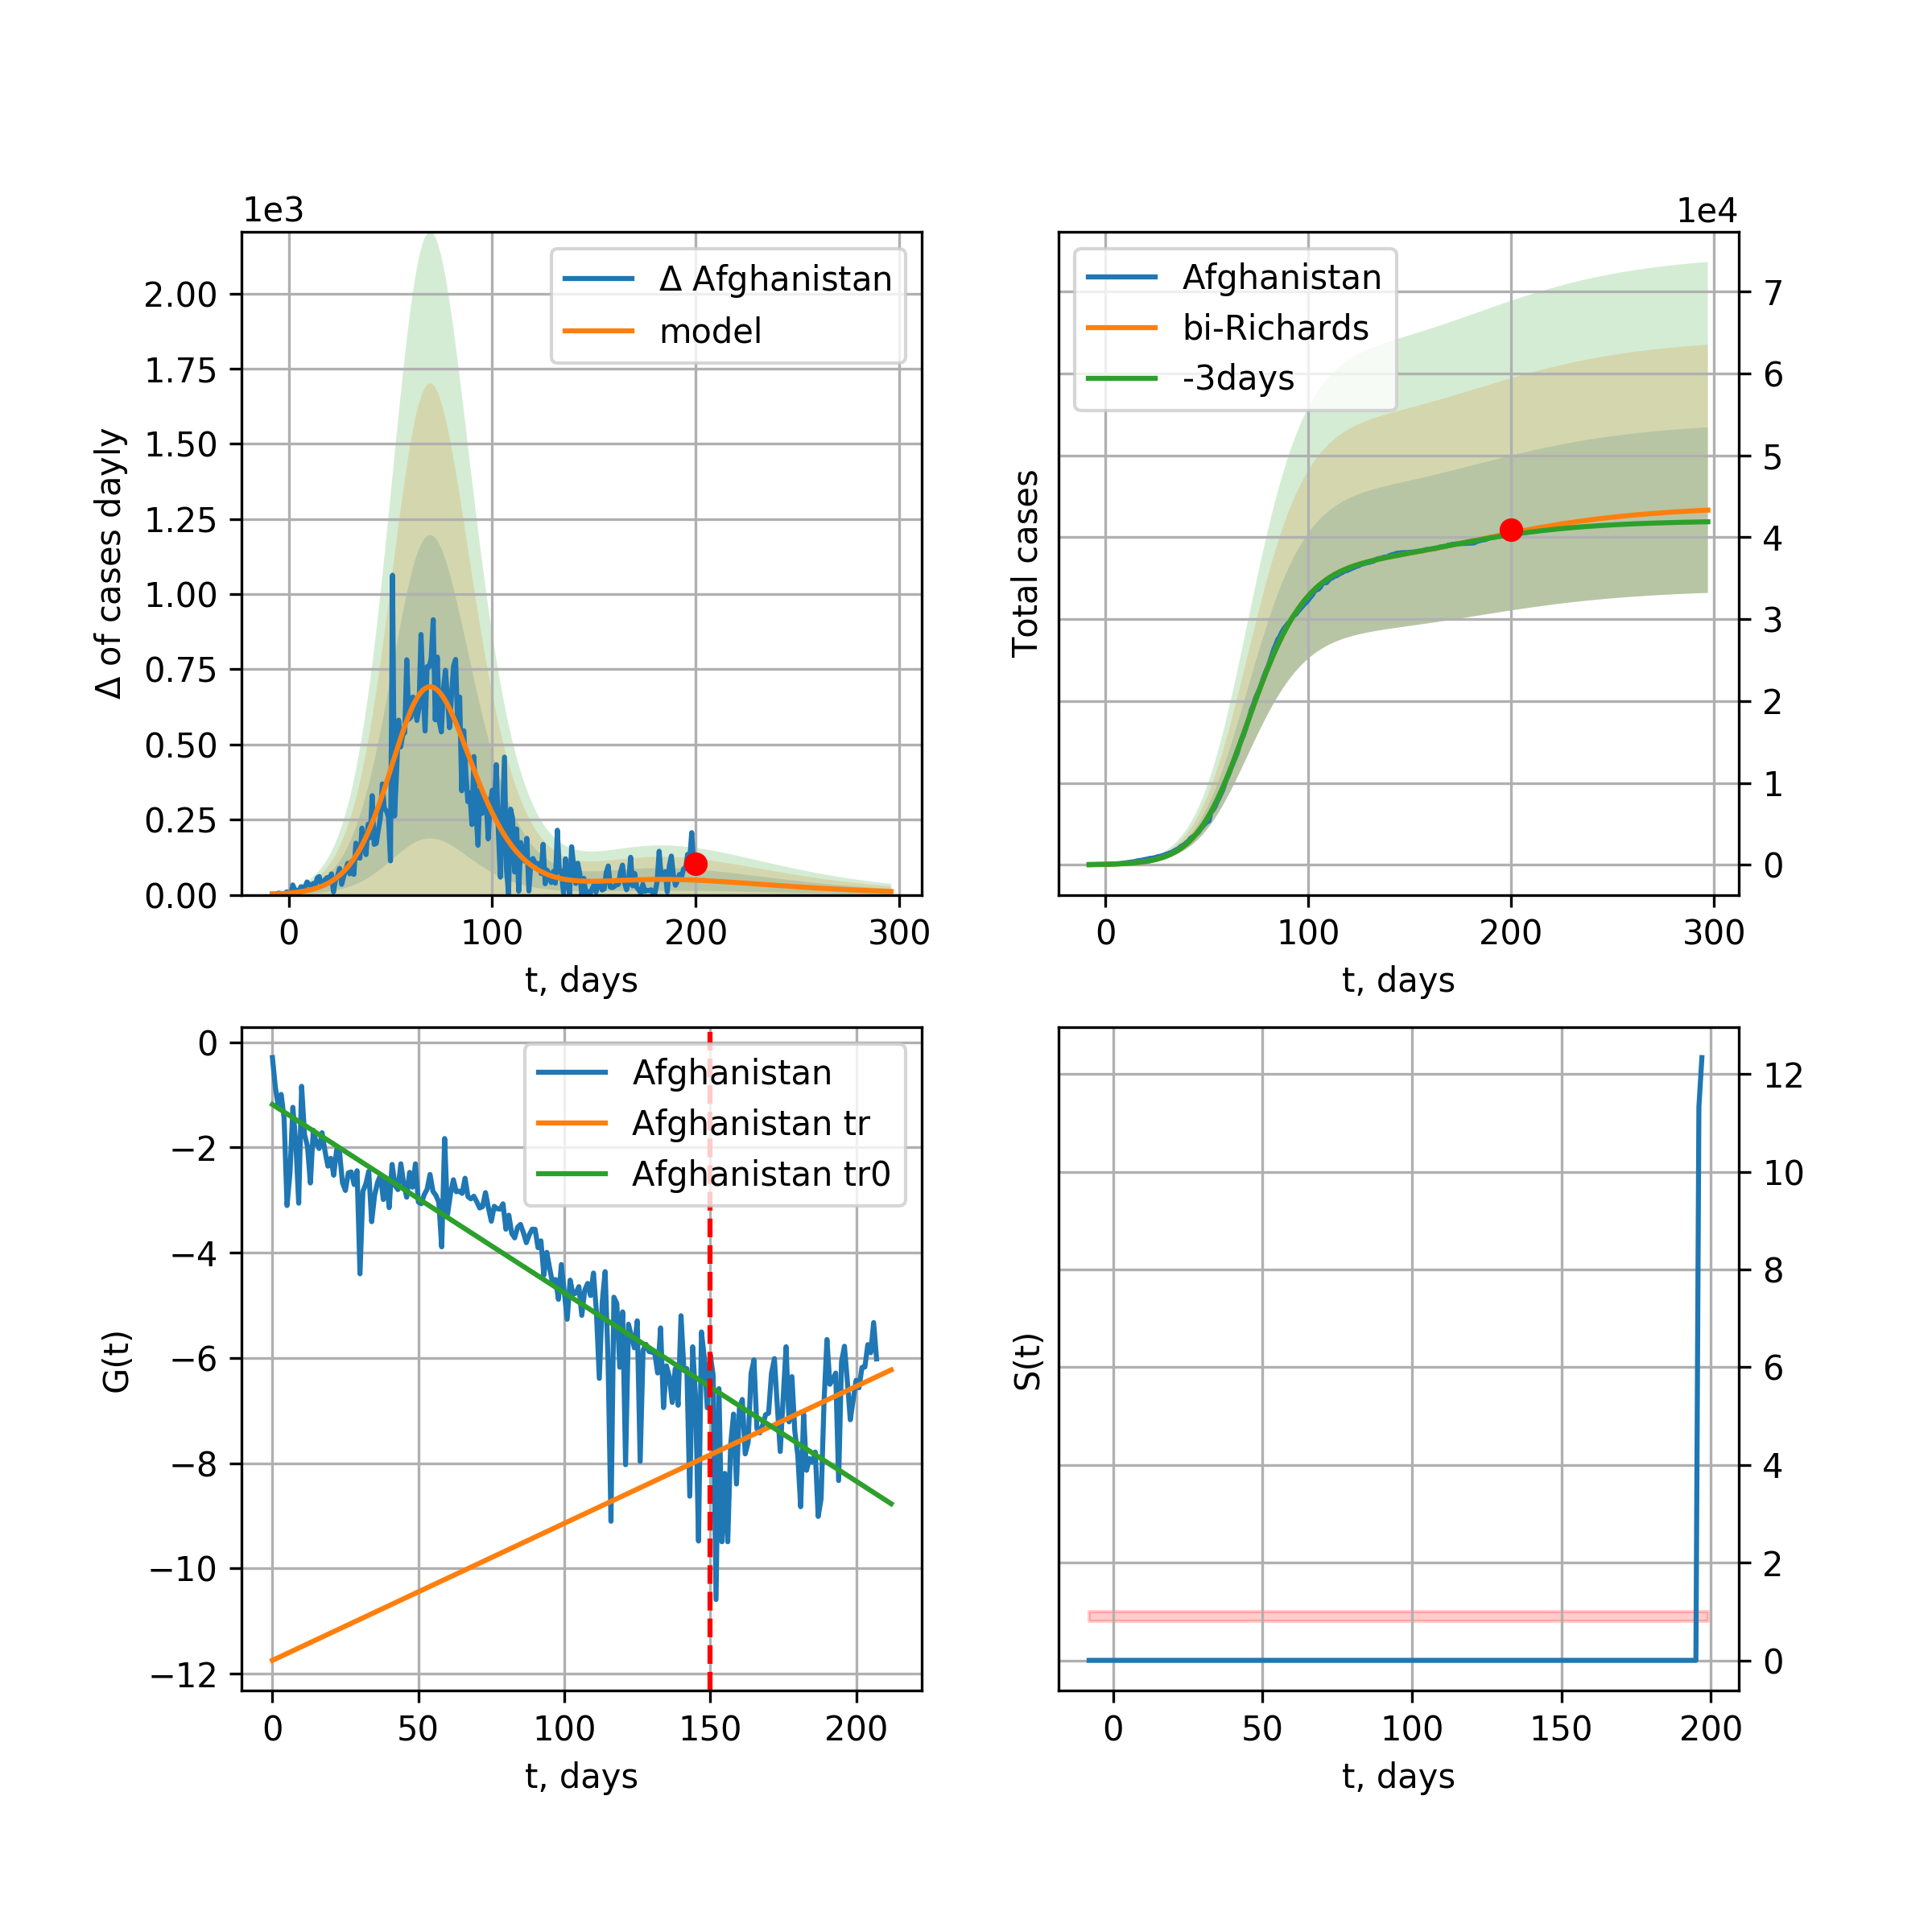 1e3
Δ of cases dayly
2.00
1.75
1.50
1.25
1.00
0.75
0.50
0.25
0.00
Δ Afghanistan
model
0 100 200 300
t, days
1e4
Total cases
Afghanistan
bi-Richards
-3days
7
6
5
4
3
2
1
0
0 100 200 300
t, days
G(t)
0
−2
−4
−6
−8
−10
−12
Afghanistan
Afghanistan tr
Afghanistan tr0
0 50 100 150 200
t, days
S(t)
12
10
8
6
4
2
0
0 50 100 150 200
t, days